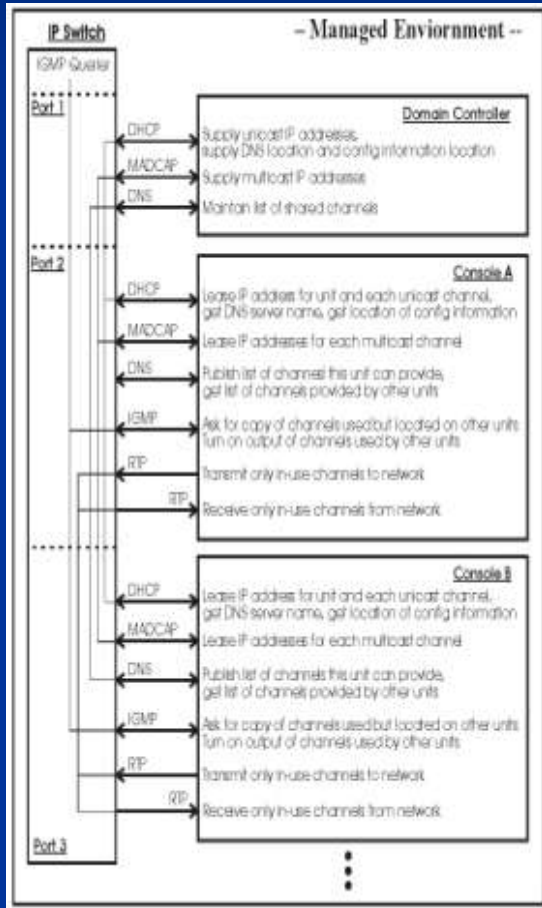 IP Switch
– Managed Enviornment --
IGMP Querier
Port 1
Domain Controller
DHCP
Supply unicast IP addresses,
supply DNS location and config information location
MADCAP
Supply multicast IP addresses
DNS
Maintain list of shared channels
Port 2
Console A
DHCP
Lease IP address for unit and each unicast channel,
get DNS server name, get location of config information
MADCAP
Lease IP addresses for each multicast channel
DNS
Publish list of channels this unit can provide,
get list of channels provided by other units
IGMP
Ask for copy of channels used but located on other units
Turn on output of channels used by other units
RTP
Transmit only in-use channels to network
RTP
Receive only in-use channels from network
Console B
DHCP
Lease IP address for unit and each unicast channel,
get DNS server name, get location of config information
MADCAP
Lease IP addresses for each multicast channel
DNS
Publish list of channels this unit can provide,
get list of channels provided by other units
IGMP
Ask for copy of channels used but located on other units
Turn on output of channels used by other units
RTP
Transmit only in-use channels to network
RTP
Receive only in-use channels from network
Port 3